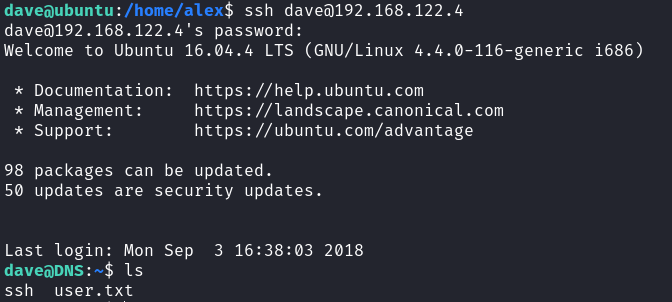 dave@ubuntu:/home/alex$ ssh dave@192.168.122.4
dave@192.168.122.4's password:
Welcome to Ubuntu 16.04.4 LTS (GNU/Linux 4.4.0-116-generic i686)
* Documentation:  https://help.ubuntu.com
* Management:     https://landscape.canonical.com
* Support:        https://ubuntu.com/advantage
98 packages can be updated.
50 updates are security updates.
Last login: Mon Sep  3 16:38:03 2018
dave@DNS:~$ ls
ssh  user.txt